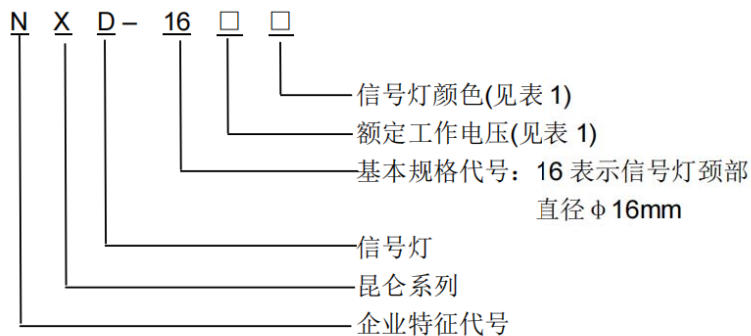 N X D – 16 □ □
信号灯颜色(见表 1)
额定工作电压(见表 1)
基本规格代号：16 表示信号灯颈部
直径 ф 16mm
信号灯
昆仑系列
企业特征代号